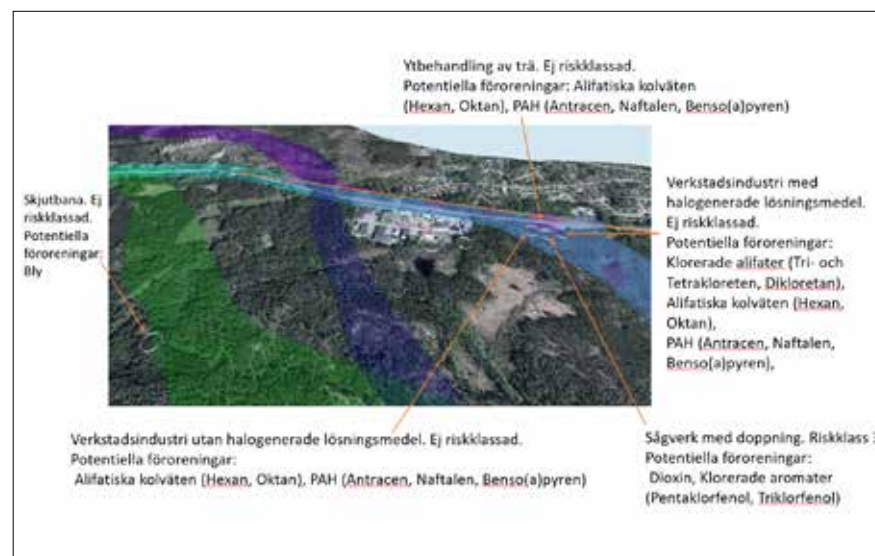 Ytbehandling av trä. Ej riskklassad.
Potentiella föroreningar: Alifatiska kolväten
(Hexan, Oktan), PAH (Antracen, Naftalen, Benso(a)pyren)
Skjutbana. Ej
riskklassad.
Potentiella
föroreningar:
Bly
Verkstadsindustri med
halogenerade lösningsmedel.
Ej riskklassad.
Potentiella föroreningar:
Klorerade alifater (Tri- och
Tetrakloreten, Dikloretan),
Alifatiska kolväten (Hexan,
Oktan),
PAH (Antracen, Naftalen,
Benso(a)pyren),
Verkstadsindustri utan halogenerade lösningsmedel. Ej riskklassad.
Potentiella föroreningar:
Alifatiska kolväten (Hexan, Oktan), PAH (Antracen, Naftalen, Benso(a)pyren)
Sågverk med doppning. Riskklass 3
Potentiella föroreningar:
Dioxin, Klorerade aromater
(Pentaklorfenol, Triklorfenol)